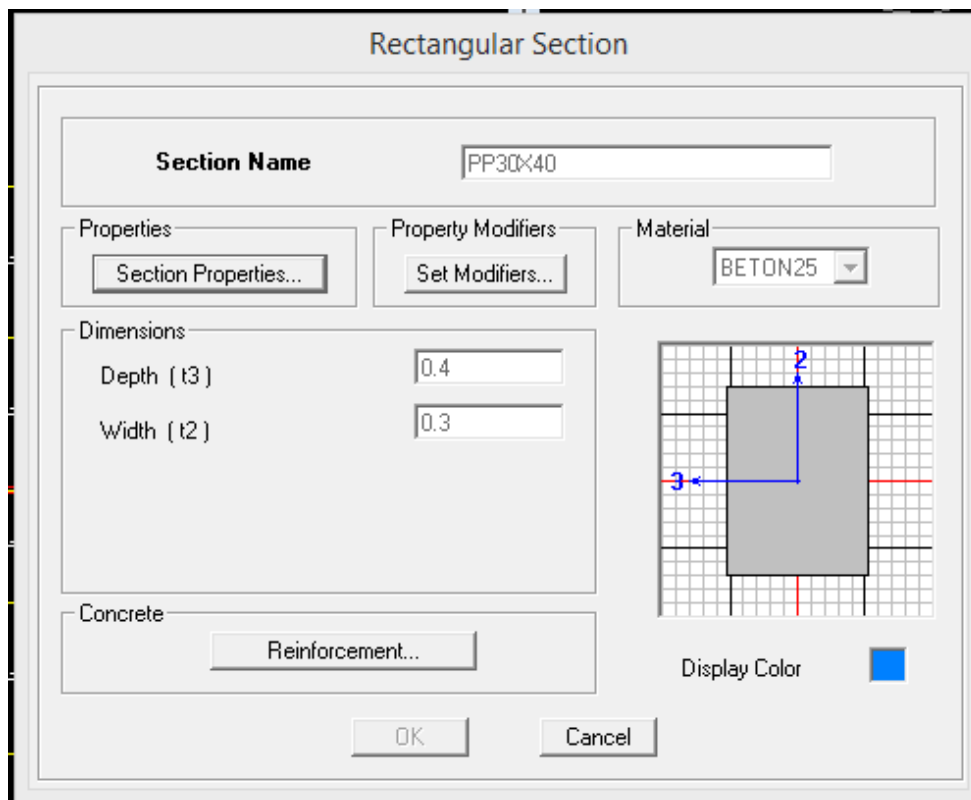 Rectangular Section
Section Name PP30X40
Properties
Section Properties...
Property Modifiers
Set Modifiers...
Material
BETON25
Dimensions
Depth ( t3 ) 0.4
Width ( t2 ) 0.3
2
3
Concrete
Reinforcement...
Display Color
OK Cancel